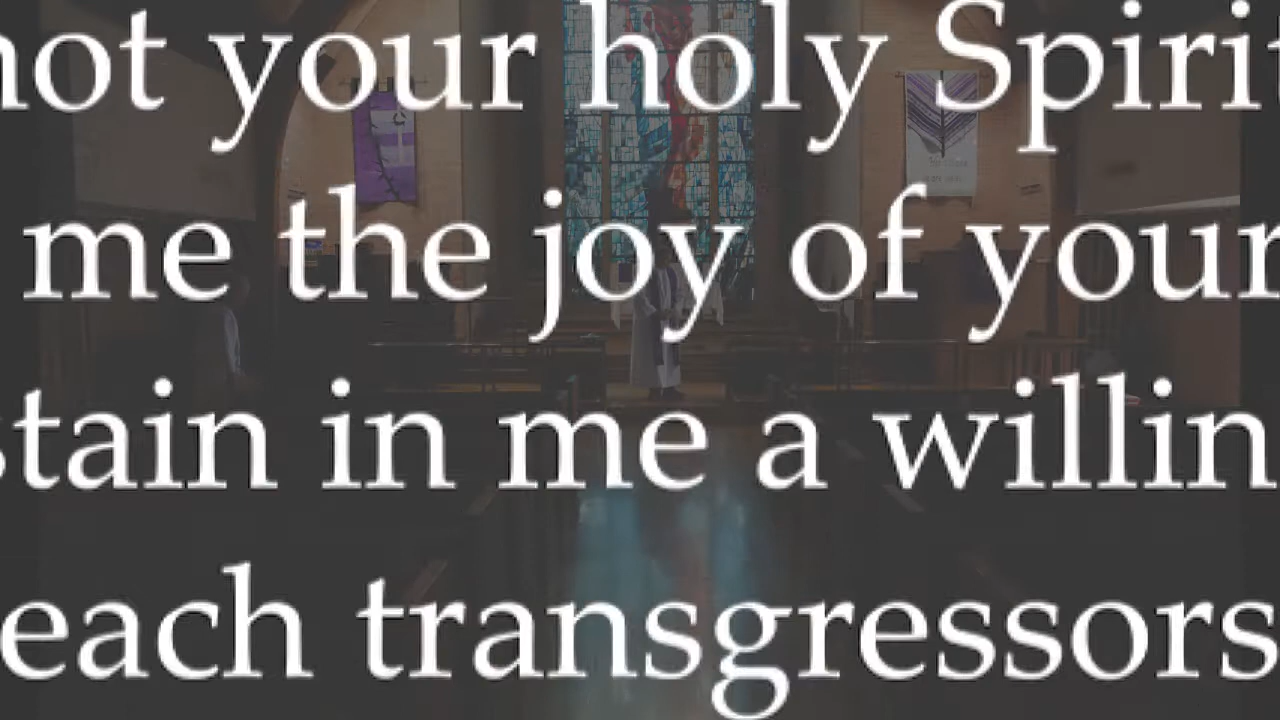 not your holy Spirit
me the joy of your
stain in me a willin
each transgressors